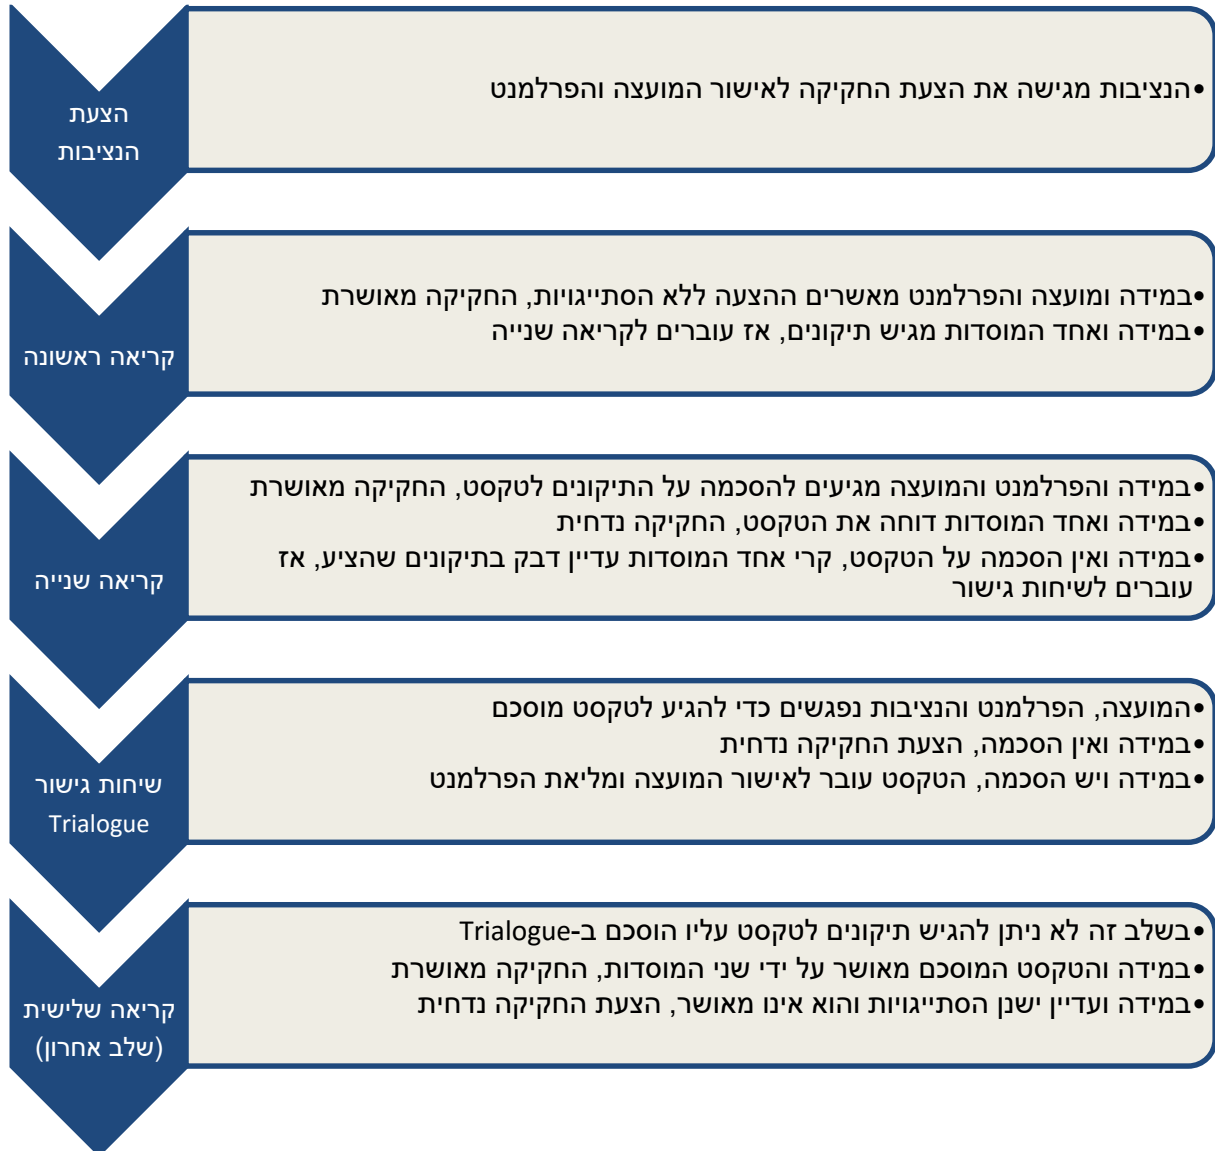 הצעת
הנציבות
•הנציבות מגישה את הצעת החקיקה לאישור המועצה והפרלמנט
קריאה ראשונה
•במידה ומועצה והפרלמנט מאשרים ההצעה ללא הסתייגויות, החקיקה מאושרת
•במידה ואחד המוסדות מגיש תיקונים, אז עוברים לקריאה שנייה
קריאה שנייה
•במידה והפרלמנט והמועצה מגיעים להסכמה על התיקונים לטקסט, החקיקה מאושרת
•במידה ואחד המוסדות דוחה את הטקסט, החקיקה נדחית
•במידה ואין הסכמה על הטקסט, קרי אחד המוסדות עדיין דבק בתיקונים שהציע, אז
עוברים לשיחות גישור
שיחות גישור
Trialogue
•המועצה, הפרלמנט והנציבות נפגשים כדי להגיע לטקסט מוסכם
•במידה ואין הסכמה, הצעת החקיקה נדחית
•במידה ויש הסכמה, הטקסט עובר לאישור המועצה ומליאת הפרלמנט
קריאה שלישית
(שלב אחרון)
•בשלב זה לא ניתן להגיש תיקונים לטקסט עליו הוסכם ב-Trialogue
•במידה והטקסט המוסכם מאושר על ידי שני המוסדות, החקיקה מאושרת
•במידה ועדיין ישנן הסתייגויות והוא אינו מאושר, הצעת החקיקה נדחית